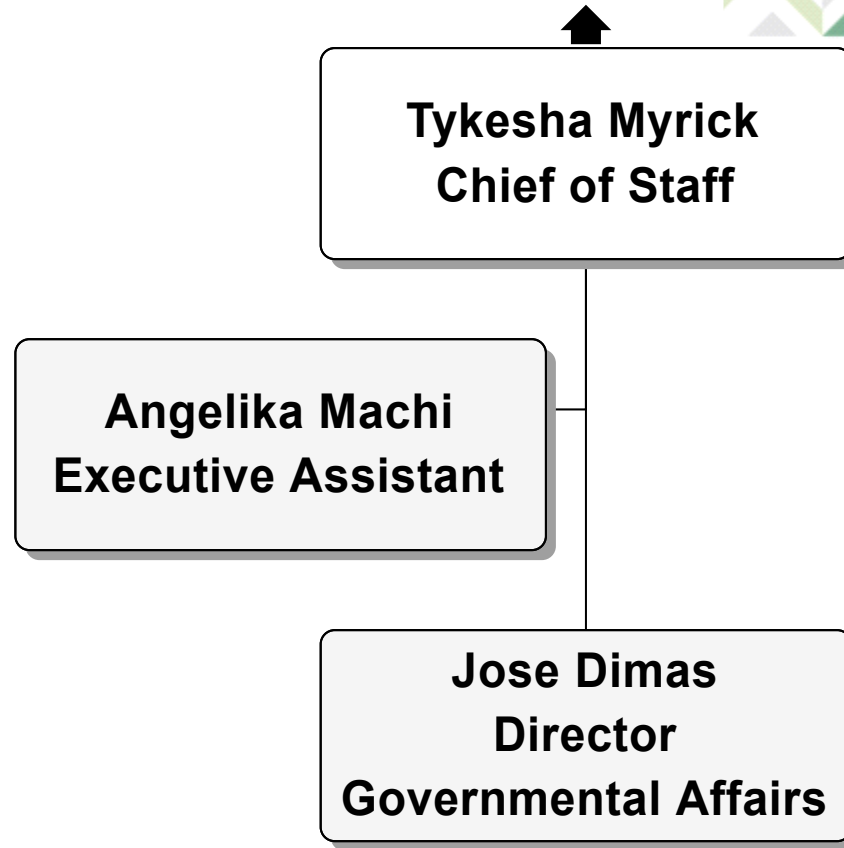 Tykesha Myrick
Chief of Staff
Angelika Machi
Executive Assistant
Jose Dimas
Director
Governmental Affairs